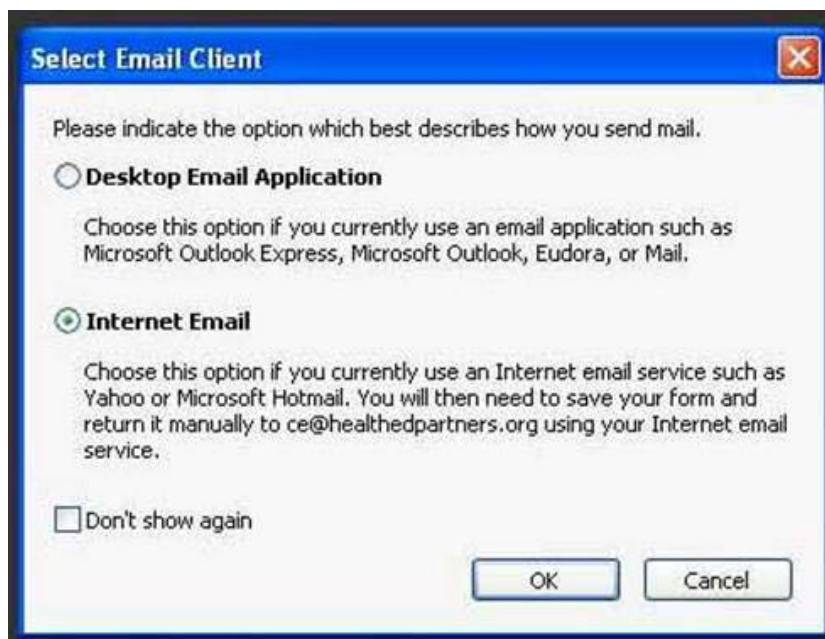 Select Email Client
Please indicate the option which best describes how you send mail.
Desktop Email Application
Choose this option if you currently use an email application such as
Microsoft Outlook Express, Microsoft Outlook, Eudora, or Mail.
Internet Email
Choose this option if you currently use an Internet email service such as
Yahoo or Microsoft Hotmail. You will then need to save your form and
return it manually to ce@healthedpartners.org using your Internet email
service.
Don't show again
OK Cancel